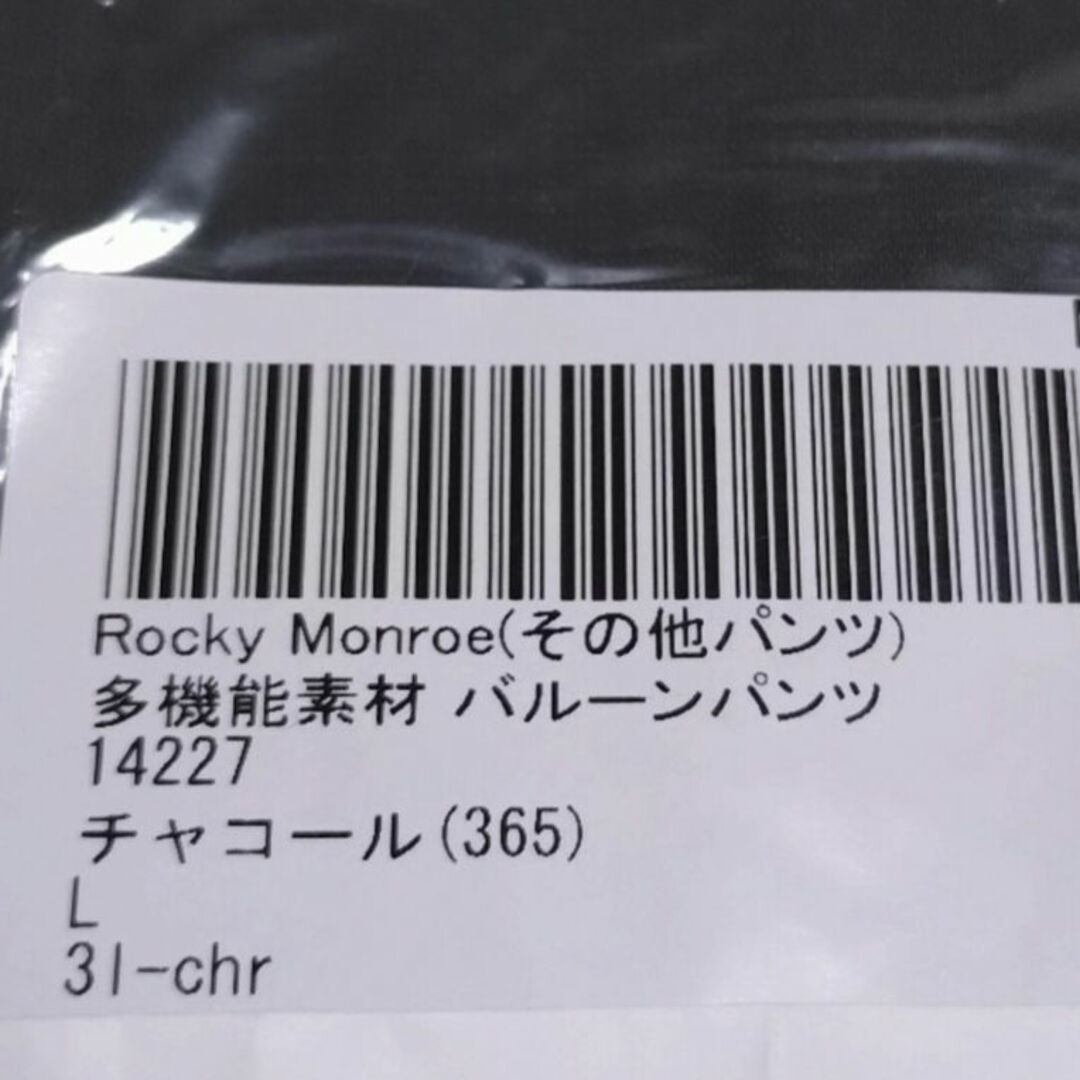 Rocky Monroe(その他パンツ)
多機能素材 バルーンパンツ
14227
チャコール(365)
L
3l-chr